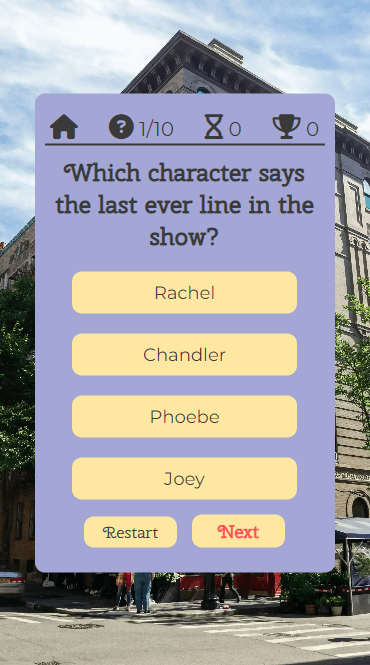 1/10 0 0
Which character says
the last ever line in the
show?
Rachel
Chandler
Phoebe
Joey
Restart Next